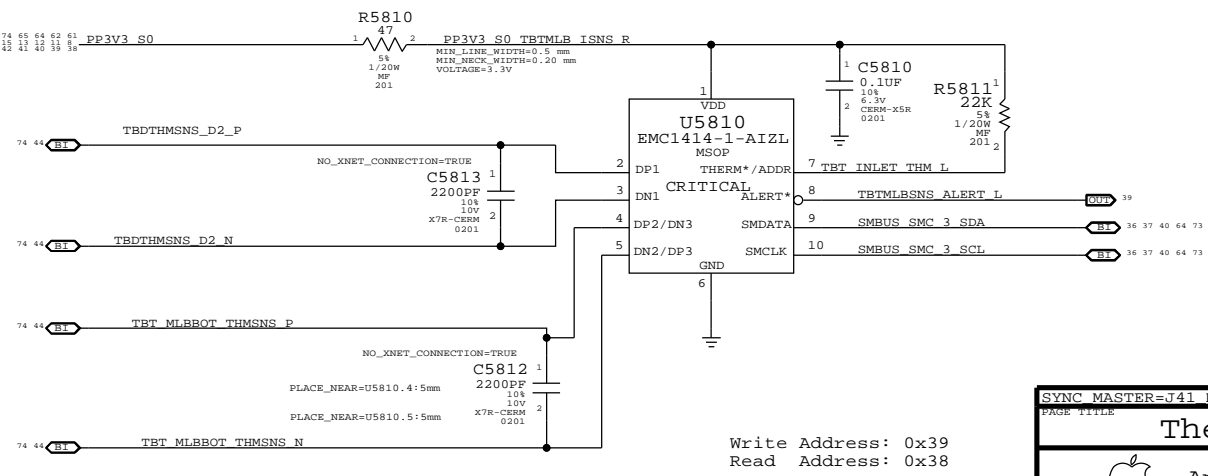 R5810
47
74 65 64 62 61
15 13 12 11 8
42 41 40 39 38
PP3V3_S0
1
2
PP3V3_S0_TBTMLB_ISNS_R
MIN_LINE_WIDTH=0.5 mm
MIN_NECK_WIDTH=0.20 mm
VOLTAGE=3.3V
5%
1/20W
MF
201
1
C5810
0.1UF
10%
6.3V
CERM-X5R
0201
2
R5811
1
22K
5%
1/20W
MF
201
2
1
VDD
U5810
EMC1414-1-AIZL
MSOP
CRITICAL
TBDTHMSNS_D2_P
74 44 BI
NO_XNET_CONNECTION=TRUE
C5813
1
2200PF
10%
10V
X7R-CERM
0201
2
2 DP1
THERM*/ADDR 7 TBT_INLET_THM_L
3 DN1
ALERT* 8 TBTMLBSNS_ALERT_L OUT 39
4 DP2/DN3
SMDATA 9 SMBUS_SMC_3_SDA BI 36 37 40 64 73
5 DN2/DP3
SMCLK 10 SMBUS_SMC_3_SCL BI 36 37 40 64 73
GND
6
74 44 BI
TBDTHMSNS_D2_N
74 44 BI
TBT_MLBBOT_THMSNS_P
NO_XNET_CONNECTION=TRUE
C5812
1
2200PF
10%
10V
X7R-CERM
0201
2
PLACE_NEAR=U5810.4:5mm
PLACE_NEAR=U5810.5:5mm
74 44 BI
TBT_MLBBOT_THMSNS_N
Write Address: 0x39
Read Address: 0x38
SYNC_MASTER=J41
PAGE TITLE
The